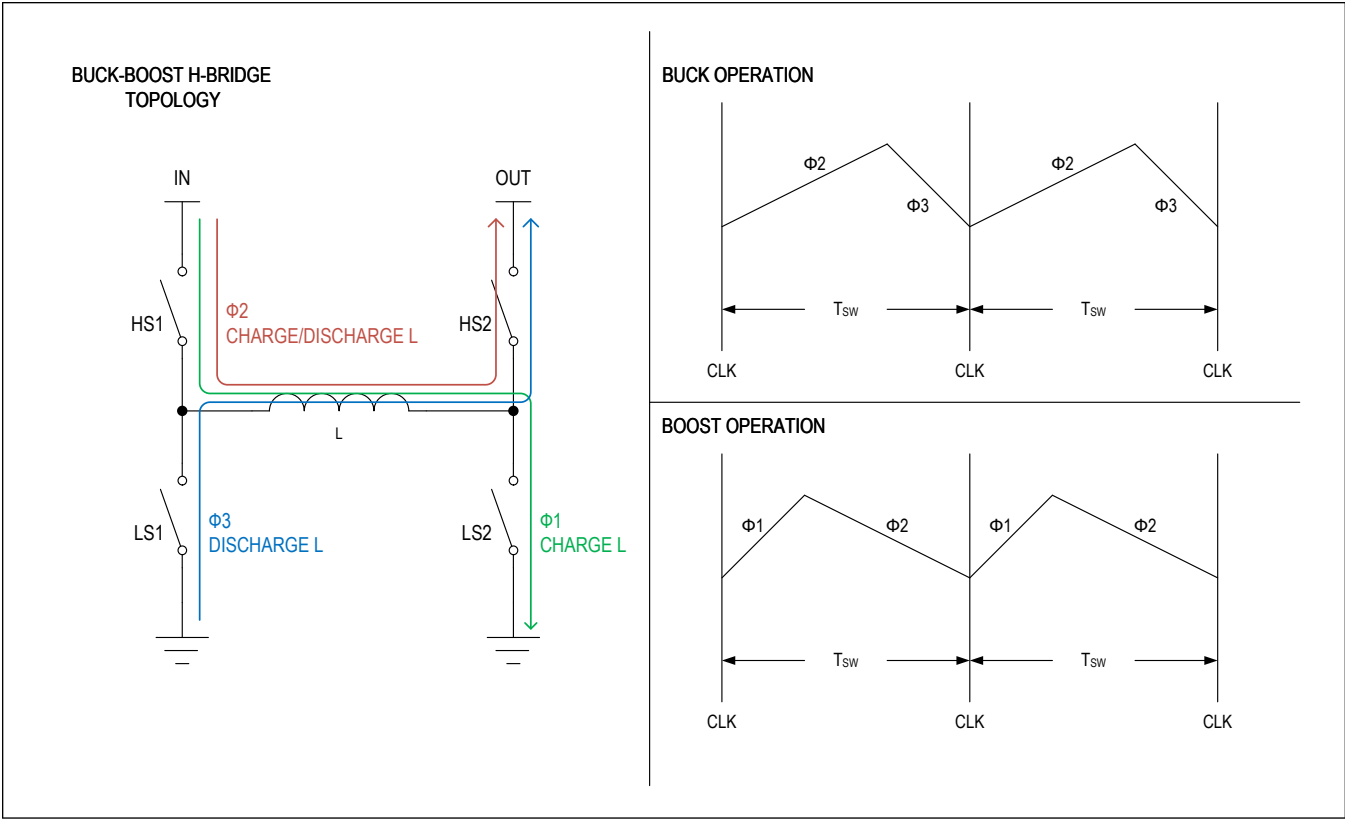 BUCK-BOOST H-BRIDGE
TOPOLOGY
IN
OUT
HS1
HS2
Φ2
CHARGE/DISCHARGE L
L
LS1
LS2
Φ3
DISCHARGE L
Φ1
CHARGE L
BUCK OPERATION
Φ2
Φ3
Φ2
Φ3
TSW
TSW
CLK
CLK
CLK
BOOST OPERATION
Φ1
Φ2
Φ1
Φ2
TSW
TSW
CLK
CLK
CLK